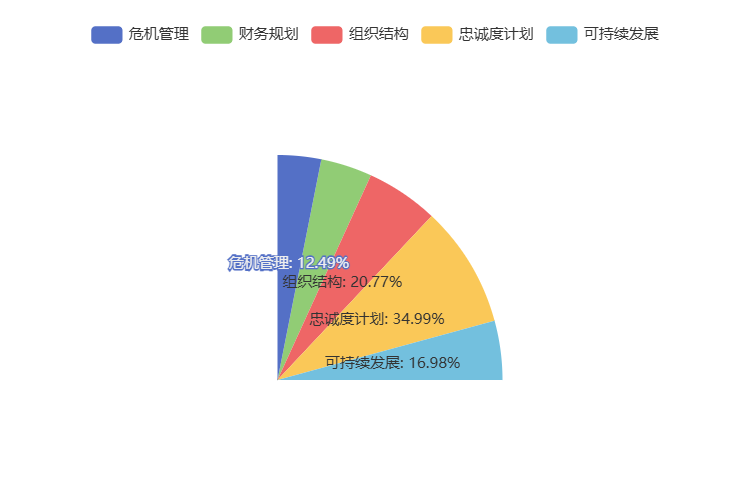 危机管理 财务规划 组织结构 忠诚度计划 可持续发展
危机管理: 12.49%
组织结构: 20.77%
忠诚度计划: 34.99%
可持续发展: 16.98%